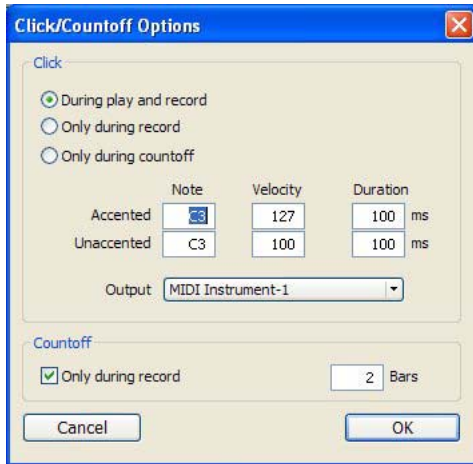 Click/Countoff Options
Click
During play and record
Only during record
Only during countoff
Note Velocity Duration
Accented C3 127 100 ms
Unaccented C3 100 100 ms
Output MIDI Instrument-1
Countoff
Only during record 2 Bars
Cancel OK